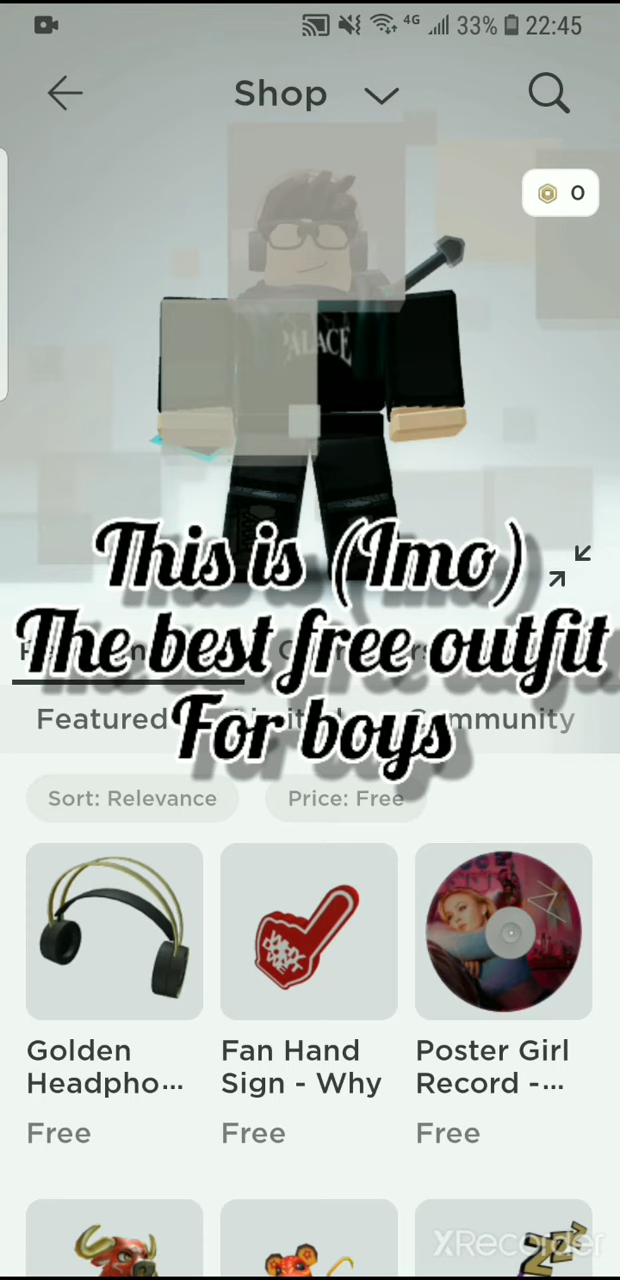 4G 33% 22:45
Shop
0
PALACE
This is (Imo)
The best free outfit
For boys
Featured Community
Sort: Relevance Price: Free
Golden Headpho...
Fan Hand Sign - Why
Poster Girl Record -...
Free Free Free
XRecorder